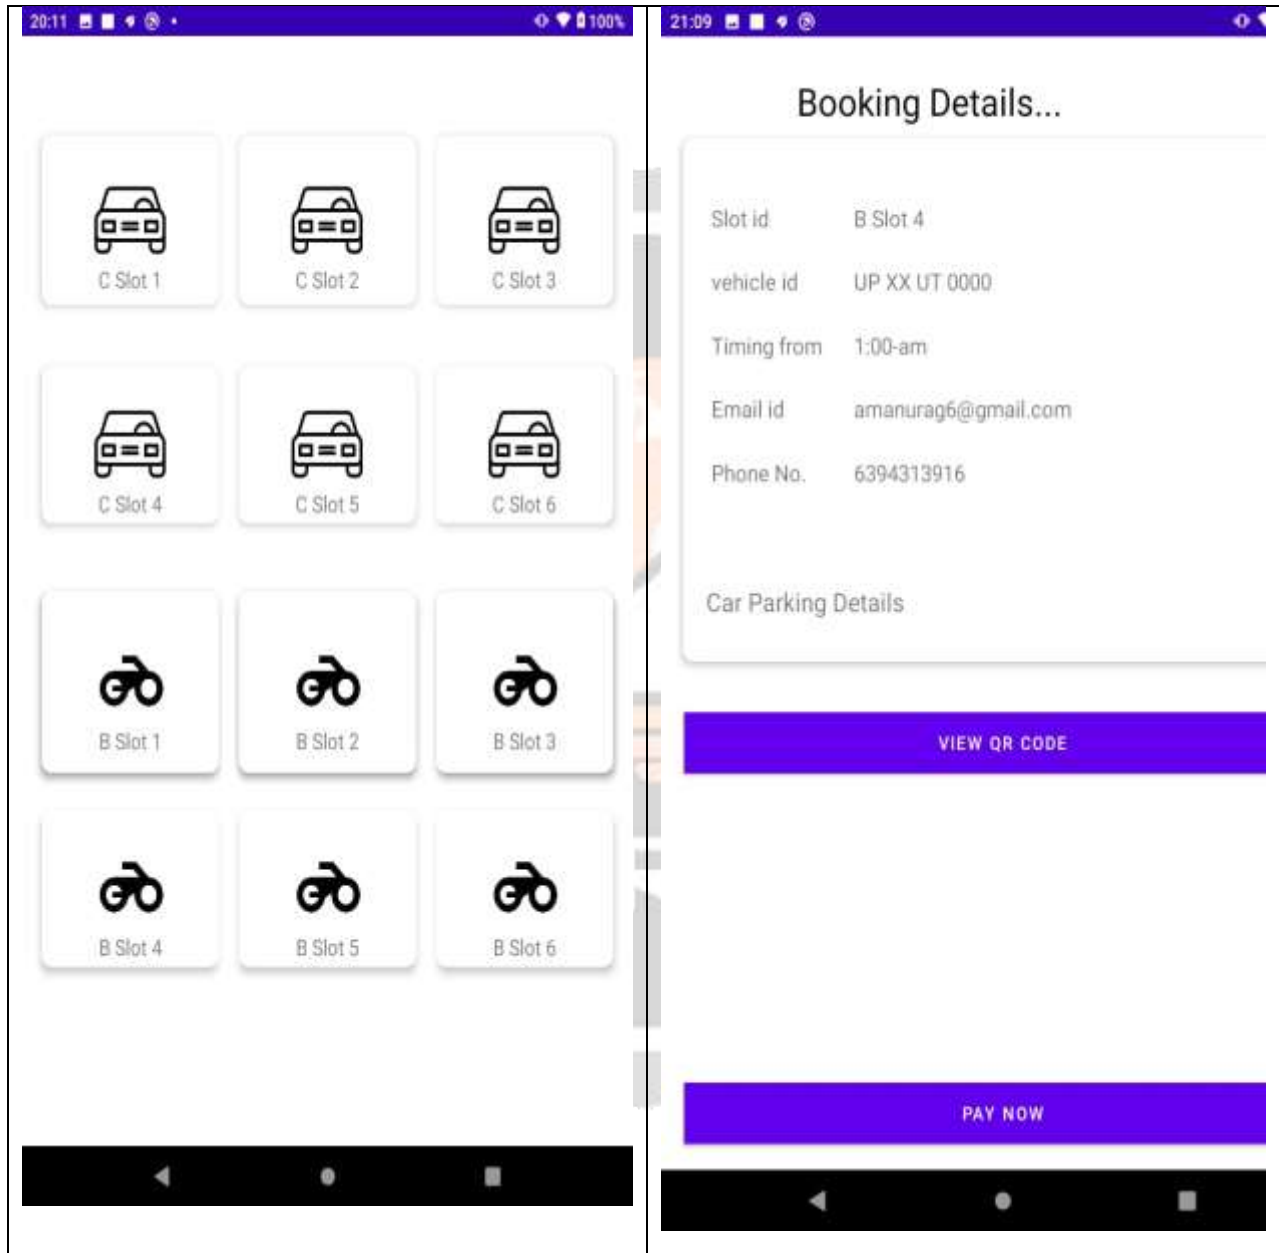 20:11
100%
C Slot 1 C Slot 2 C Slot 3
C Slot 4 C Slot 5 C Slot 6
B Slot 1 B Slot 2 B Slot 3
B Slot 4 B Slot 5 B Slot 6
21:09
Booking Details...
Slot id B Slot 4
vehicle id UP XX UT 0000
Timing from 1:00-am
Email id amanurag6@gmail.com
Phone No. 6394313916
Car Parking Details
VIEW QR CODE
PAY NOW